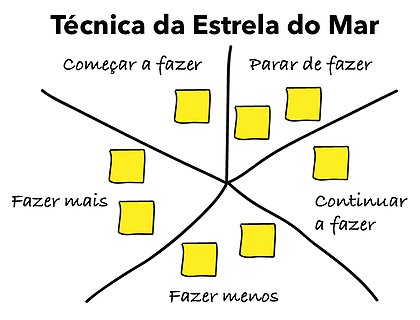 Técnica da Estrela do Mar
Começar a fazer
Parar de fazer
Fazer mais
Continuar
a fazer
Fazer menos